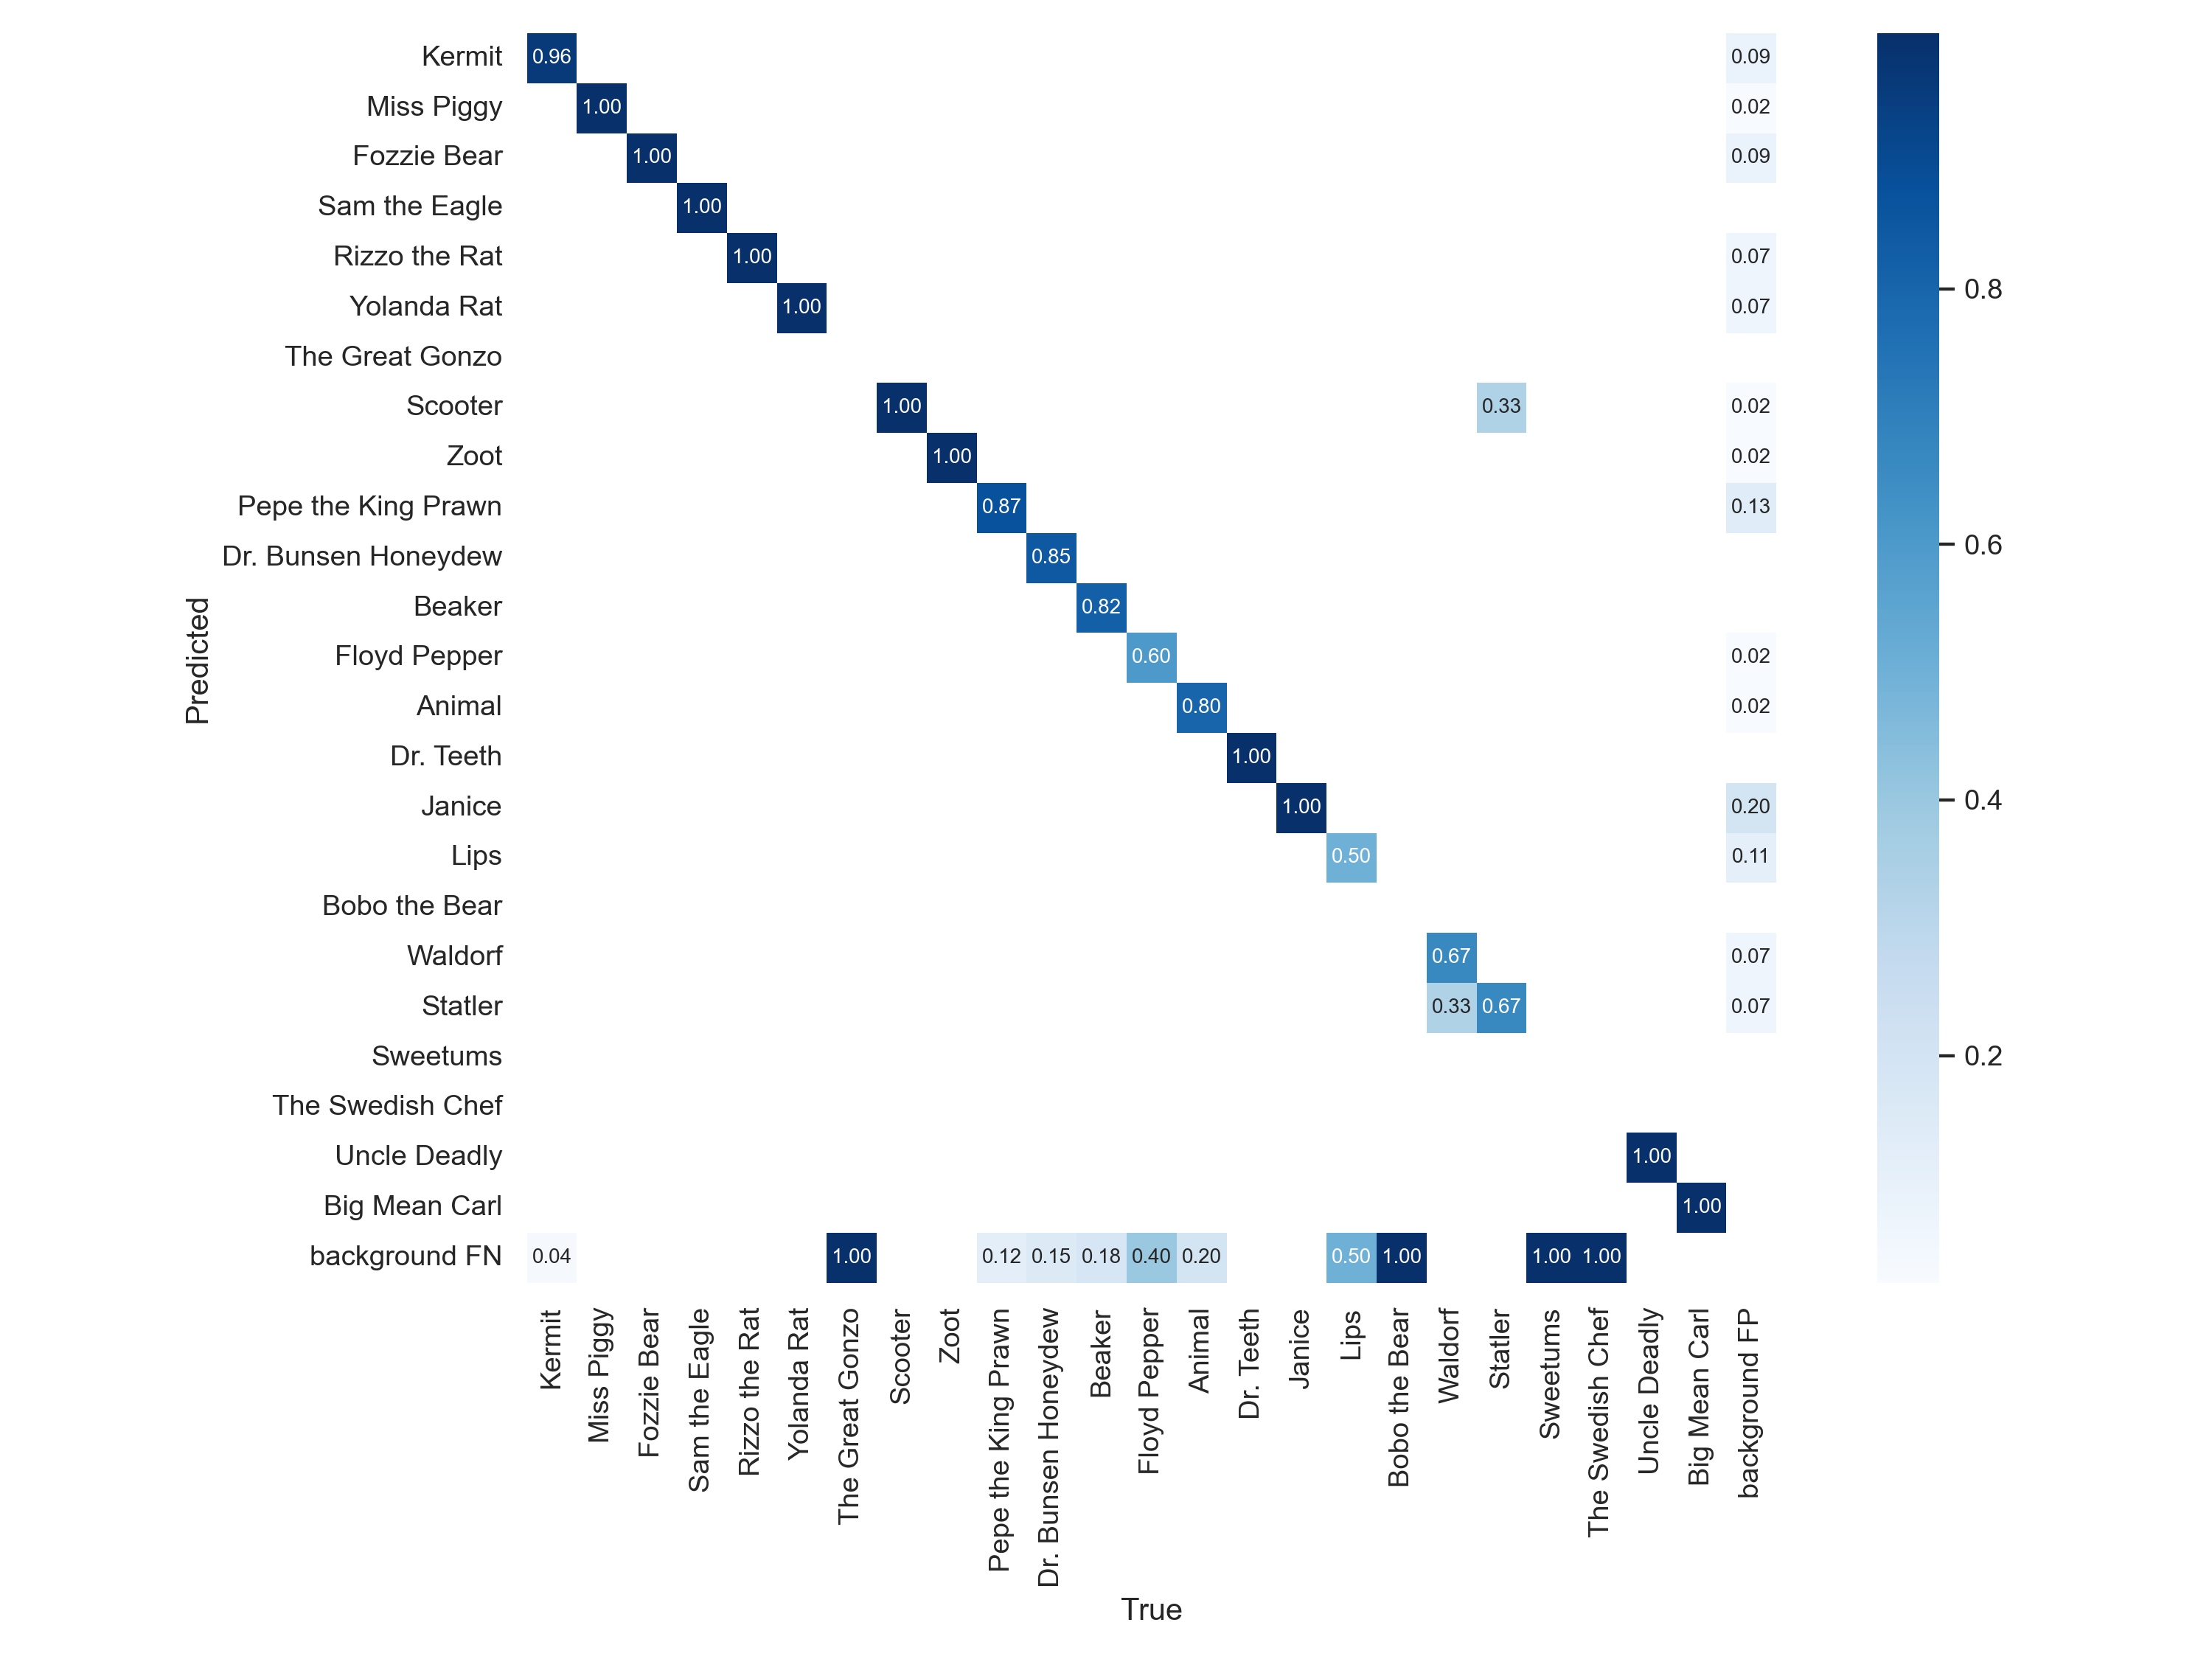 Kermit 0.96 0.09
Miss Piggy 1.00 0.02
Fozzie Bear 1.00 0.09
Sam the Eagle 1.00
Rizzo the Rat 1.00 0.07
Yolanda Rat 1.00 0.07
The Great Gonzo
Scooter 1.00 0.33 0.02
Zoot 1.00 0.02
Pepe the King Prawn 0.87 0.13
Dr. Bunsen Honeydew 0.85
Beaker 0.82
Floyd Pepper 0.60 0.02
Animal 0.80 0.02
Dr. Teeth 1.00
Janice 1.00 0.20
Lips 0.50 0.11
Bobo the Bear
Waldorf 0.67 0.07
Statler 0.33 0.67 0.07
Sweetums
The Swedish Chef
Uncle Deadly 1.00
Big Mean Carl 1.00
background FN 0.04 1.00 0.12 0.15 0.18 0.40 0.20 0.50 1.00 1.00 1.00
Predicted
Kermit
Miss Piggy
Fozzie Bear
Sam the Eagle
Rizzo the Rat
Yolanda Rat
The Great Gonzo
Scooter
Zoot
Pepe the King Prawn
Dr. Bunsen Honeydew
Beaker
Floyd Pepper
Animal
Dr. Teeth
Janice
Lips
Bobo the Bear
Waldorf
Statler
Sweetums
The Swedish Chef
Uncle Deadly
Big Mean Carl
background FP
True
0.8
0.6
0.4
0.2